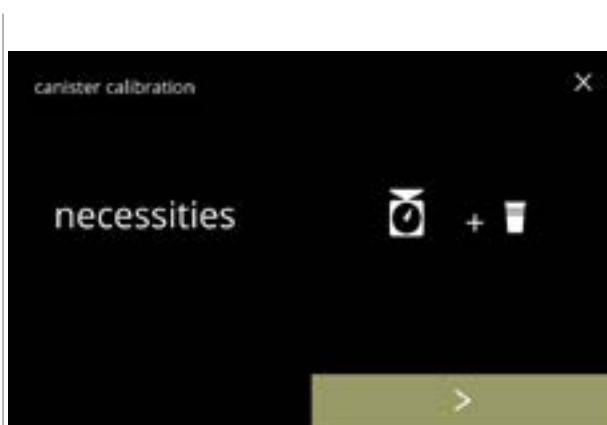 canister calibration
necessities
+
>